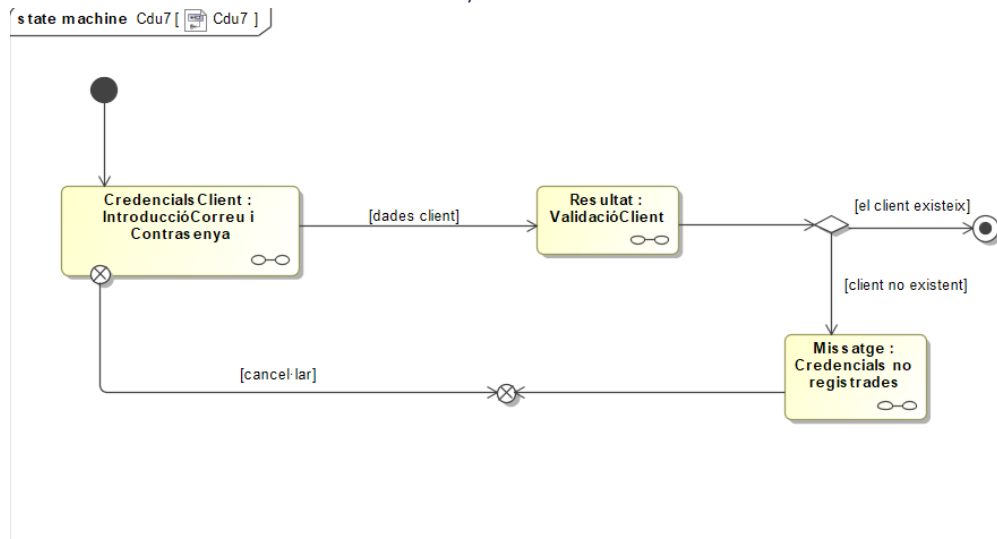 state machine Cdu7 [ Cdu7 ]
CredencialsClient :
IntroduccióCorreu i
Contrasenya
[dades client]
Resultat :
ValidacióClient
[el client existeix]
[client no existent]
Missatge :
Credencials no
registrades
[cancel·lar]